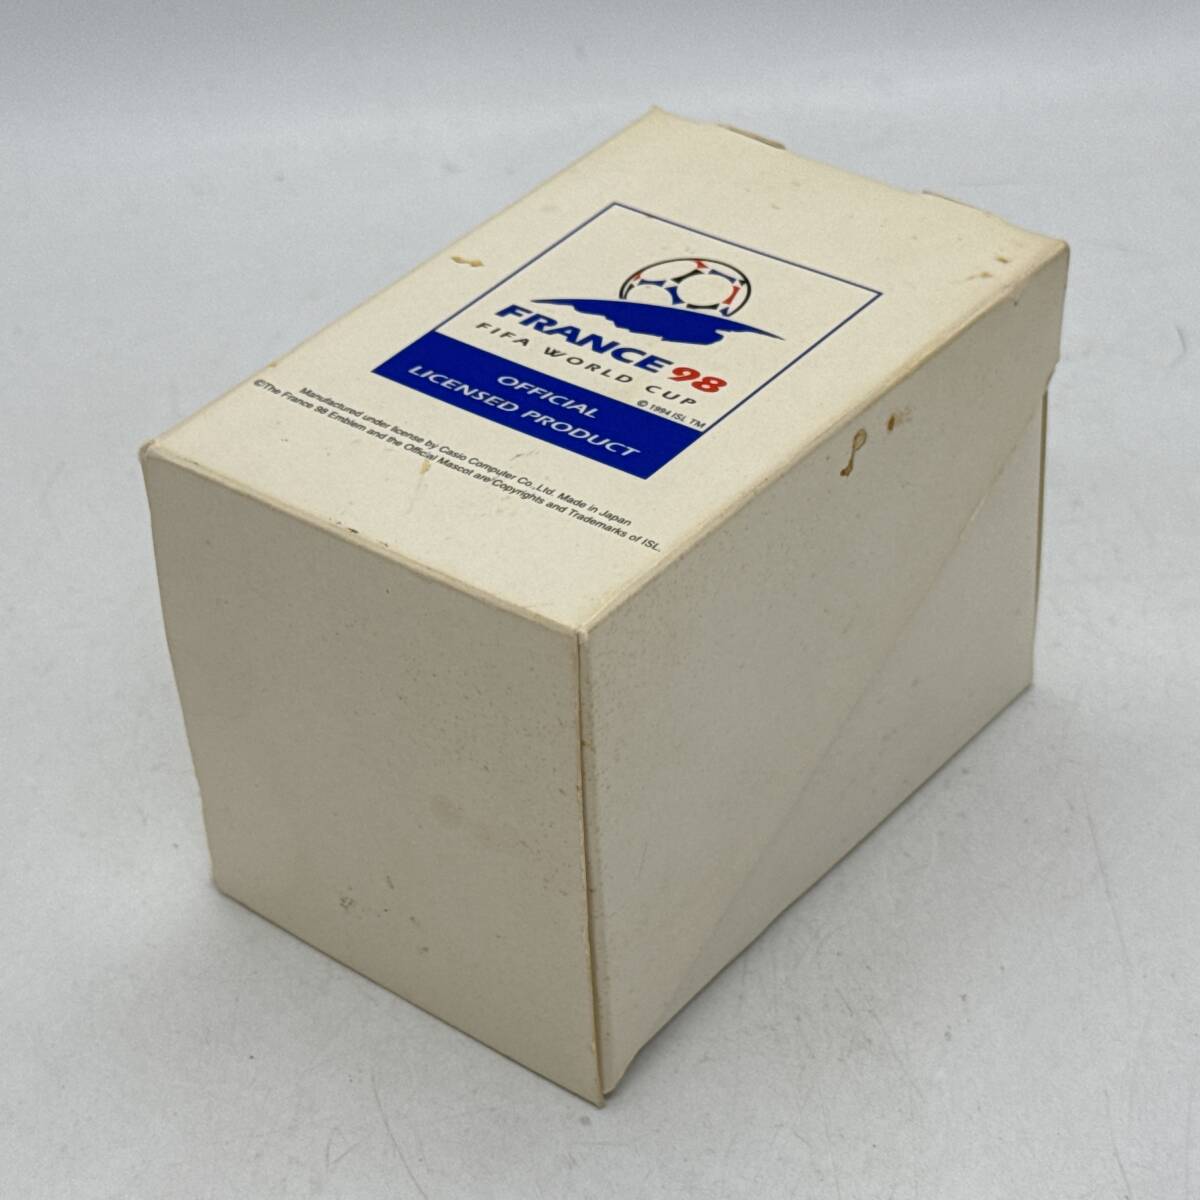 FRANCE 98
FIFA WORLD CUP
© 1994 ISL TM
OFFICIAL
LICENSED PRODUCT
Manufactured under license by Casio Computer Co.,Ltd. Made in Japan
©The France 98 Emblem and the Official Mascot are Copyrights and Trademarks of ISL.